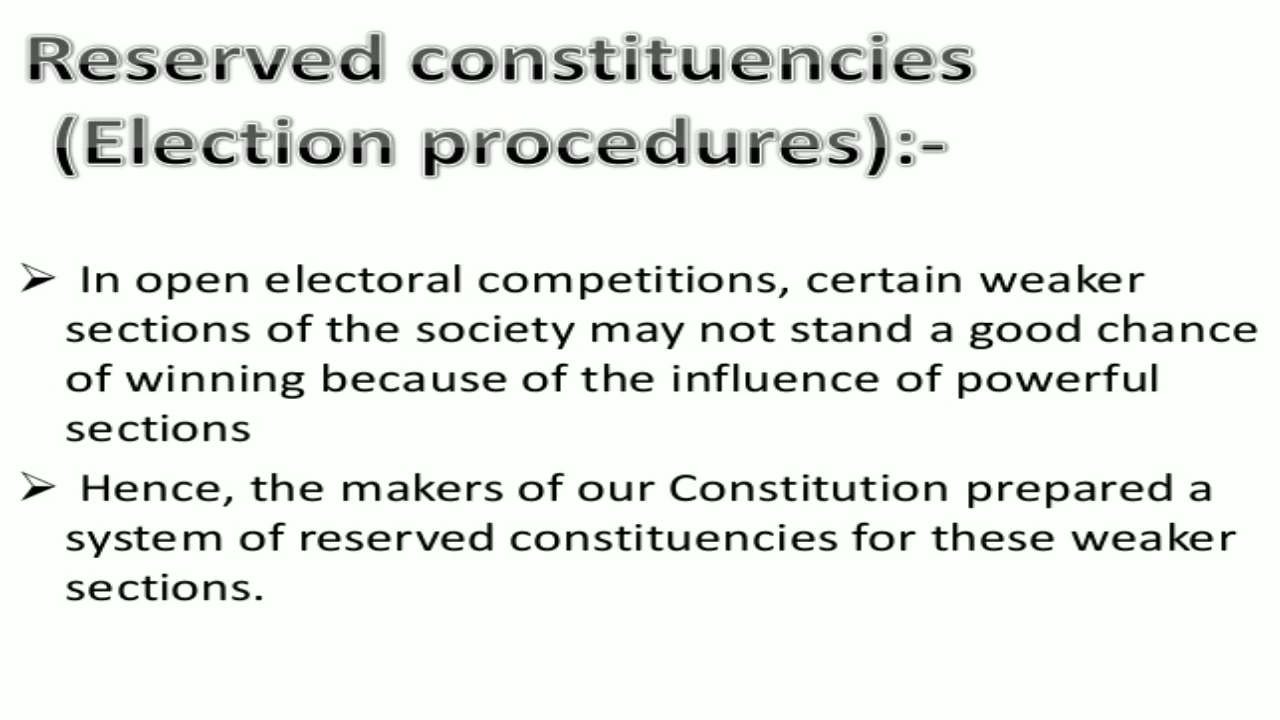 Reserved constituencies
(Election procedures):-
➢ In open electoral competitions, certain weaker
sections of the society may not stand a good chance
of winning because of the influence of powerful
sections
➢ Hence, the makers of our Constitution prepared a
system of reserved constituencies for these weaker
sections.